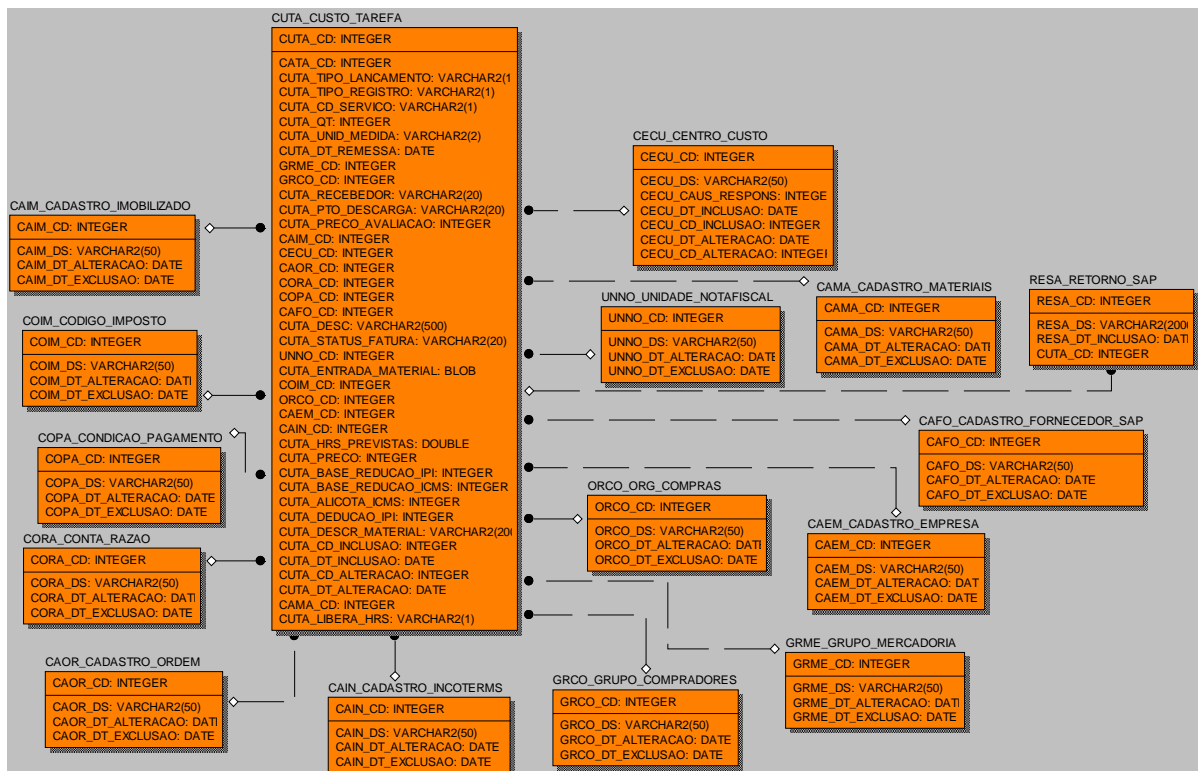 CUTA_CUSTO_TAREFA
CUTA_CD: INTEGER
CATA_CD: INTEGER
CUTA_TIPO_LANCAMENTO: VARCHAR2(1
CUTA_TIPO_REGISTRO: VARCHAR2(1)
CUTA_CD_SERVICO: VARCHAR2(1)
CUTA_QT: INTEGER
CUTA_UNID_MEDIDA: VARCHAR2(2)
CUTA_DT_REMESSA: DATE
GRME_CD: INTEGER
GRCO_CD: INTEGER
CUTA_RECEBEDOR: VARCHAR2(20)
CUTA_PTO_DESCARGA: VARCHAR2(20)
CUTA_PRECO_AVALIACAO: INTEGER
CAIM_CD: INTEGER
CECU_CD: INTEGER
CAOR_CD: INTEGER
CORA_CD: INTEGER
COPA_CD: INTEGER
CAFO_CD: INTEGER
CUTA_DESC: VARCHAR2(500)
CUTA_STATUS_FATURA: VARCHAR2(20)
UNNO_CD: INTEGER
CUTA_ENTRADA_MATERIAL: BLOB
COIM_CD: INTEGER
ORCO_CD: INTEGER
CAEM_CD: INTEGER
CAIN_CD: INTEGER
CUTA_HRS_PREVISTAS: DOUBLE
CUTA_PRECO: INTEGER
CUTA_BASE_REDUCAO_IPI: INTEGER
CUTA_BASE_REDUCAO_ICMS: INTEGER
CUTA_ALICOTA_ICMS: INTEGER
CUTA_DEDUCAO_IPI: INTEGER
CUTA_DESCR_MATERIAL: VARCHAR2(200
CUTA_CD_INCLUSAO: INTEGER
CUTA_DT_INCLUSAO: DATE
CUTA_CD_ALTERACAO: INTEGER
CUTA_DT_ALTERACAO: DATE
CAMA_CD: INTEGER
CUTA_LIBERA_HRS: VARCHAR2(1)
CAIM_CADASTRO_IMOBILIZADO
CAIM_CD: INTEGER
CAIM_DS: VARCHAR2(50)
CAIM_DT_ALTERACAO: DATE
CAIM_DT_EXCLUSAO: DATE
COIM_CODIGO_IMPOSTO
COIM_CD: INTEGER
COIM_DS: VARCHAR2(50)
COIM_DT_ALTERACAO: DATE
COIM_DT_EXCLUSAO: DATE
COPA_CONDICAO_PAGAMENTO
COPA_CD: INTEGER
COPA_DS: VARCHAR2(50)
COPA_DT_ALTERACAO: DATE
COPA_DT_EXCLUSAO: DATE
CORA_CONTA_RAZAO
CORA_CD: INTEGER
CORA_DS: VARCHAR2(50)
CORA_DT_ALTERACAO: DATE
CORA_DT_EXCLUSAO: DATE
CAOR_CADASTRO_ORDEM
CAOR_CD: INTEGER
CAOR_DS: VARCHAR2(50)
CAOR_DT_ALTERACAO: DATE
CAOR_DT_EXCLUSAO: DATE
CAIN_CADASTRO_INCOTERMS
CAIN_CD: INTEGER
CAIN_DS: VARCHAR2(50)
CAIN_DT_ALTERACAO: DATE
CAIN_DT_EXCLUSAO: DATE
CECU_CENTRO_CUSTO
CECU_CD: INTEGER
CECU_DS: VARCHAR2(50)
CECU_CAUS_RESPONS: INTEGE
CECU_DT_INCLUSAO: DATE
CECU_CD_INCLUSAO: INTEGER
CECU_DT_ALTERACAO: DATE
CECU_CD_ALTERACAO: INTEGER
UNNO_UNIDADE_NOTAFISCAL
UNNO_CD: INTEGER
UNNO_DS: VARCHAR2(50)
UNNO_DT_ALTERACAO: DATE
UNNO_DT_EXCLUSAO: DATE
CAMA_CADASTRO_MATERIAIS
CAMA_CD: INTEGER
CAMA_DS: VARCHAR2(50)
CAMA_DT_ALTERACAO: DATE
CAMA_DT_EXCLUSAO: DATE
RESA_RETORNO_SAP
RESA_CD: INTEGER
RESA_DS: VARCHAR2(2000
RESA_DT_INCLUSAO: DATE
CUTA_CD: INTEGER
CAFO_CADASTRO_FORNECEDOR_SAP
CAFO_CD: INTEGER
CAFO_DS: VARCHAR2(50)
CAFO_DT_ALTERACAO: DATE
CAFO_DT_EXCLUSAO: DATE
ORCO_ORG_COMPRAS
ORCO_CD: INTEGER
ORCO_DS: VARCHAR2(50)
ORCO_DT_ALTERACAO: DATE
ORCO_DT_EXCLUSAO: DATE
CAEM_CADASTRO_EMPRESA
CAEM_CD: INTEGER
CAEM_DS: VARCHAR2(50)
CAEM_DT_ALTERACAO: DAT
CAEM_DT_EXCLUSAO: DATE
GRCO_GRUPO_COMPRADORES
GRCO_CD: INTEGER
GRCO_DS: VARCHAR2(50)
GRCO_DT_ALTERACAO: DATE
GRCO_DT_EXCLUSAO: DATE
GRME_GRUPO_MERCADORIA
GRME_CD: INTEGER
GRME_DS: VARCHAR2(50)
GRME_DT_ALTERACAO: DATE
GRME_DT_EXCLUSAO: DATE